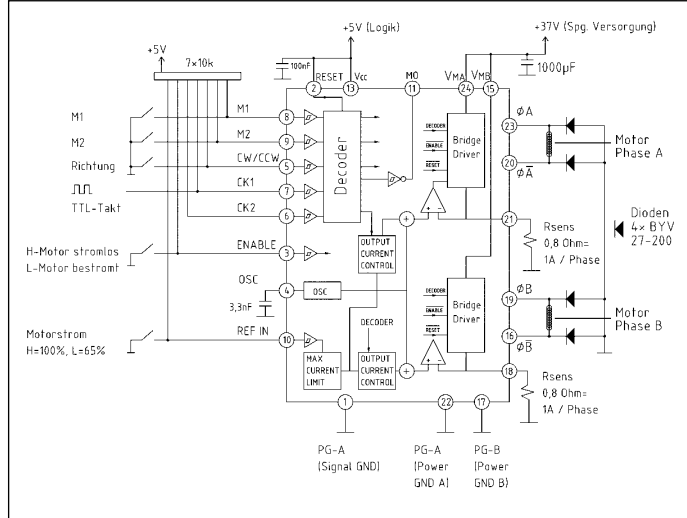 +5V (Logik)
+37V (Spg. Versorgung)
+5V
7x10k
100nF
RESET
Vcc
MO
VMA
VMB
1000µF
2
13
11
24
15
M1
8
M1
M2
9
M2
Richtung
5
CW/CCW
7
CK1
TTL-Takt
6
CK2
Decoder
DECODER
ENABLE
RESET
Bridge
Driver
23
ØA
20
ØA̅
Motor
Phase A
H-Motor stromlos
L-Motor bestromt
3
ENABLE
OUTPUT
CURRENT
CONTROL
+
-
+
21
Rsens
0,8 Ohm=
1A / Phase
Dioden
4x BYV
27-200
OSC
4
OSC
3,3nF
DECODER
ENABLE
RESET
Bridge
Driver
19
ØB
16
ØB̅
Motor
Phase B
Motorstrom
H=100%, L=65%
10
REF IN
DECODER
MAX
CURRENT
LIMIT
OUTPUT
CURRENT
CONTROL
+
-
+
18
Rsens
0,8 Ohm=
1A / Phase
1
22
17
PG-A
(Signal GND)
PG-A
(Power
GND A)
PG-B
(Power
GND B)